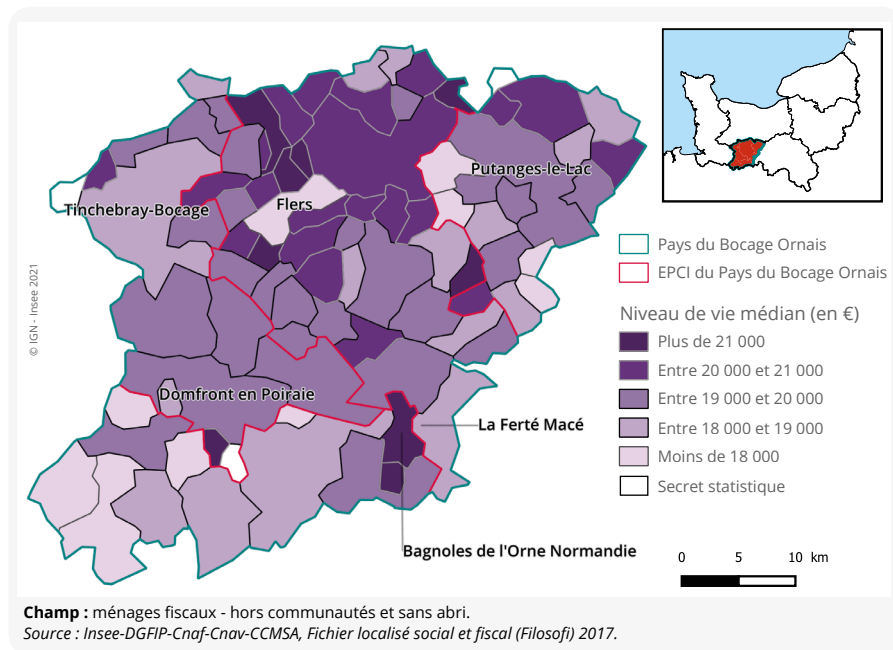 Putanges-le-Lac
Tinchebray-Bocage
Flers
Domfront en Poiraie
La Ferté Macé
Bagnoles de l'Orne Normandie
© IGN - Insee 2021
Pays du Bocage Ornais
EPCI du Pays du Bocage Ornais
Niveau de vie médian (en €)
Plus de 21 000
Entre 20 000 et 21 000
Entre 19 000 et 20 000
Entre 18 000 et 19 000
Moins de 18 000
Secret statistique
0 5 10 km
Champ : ménages fiscaux - hors communautés et sans abri.
Source : Insee-DGFIP-Cnaf-Cnav-CCMSA, Fichier localisé social et fiscal (Filosofi) 2017.